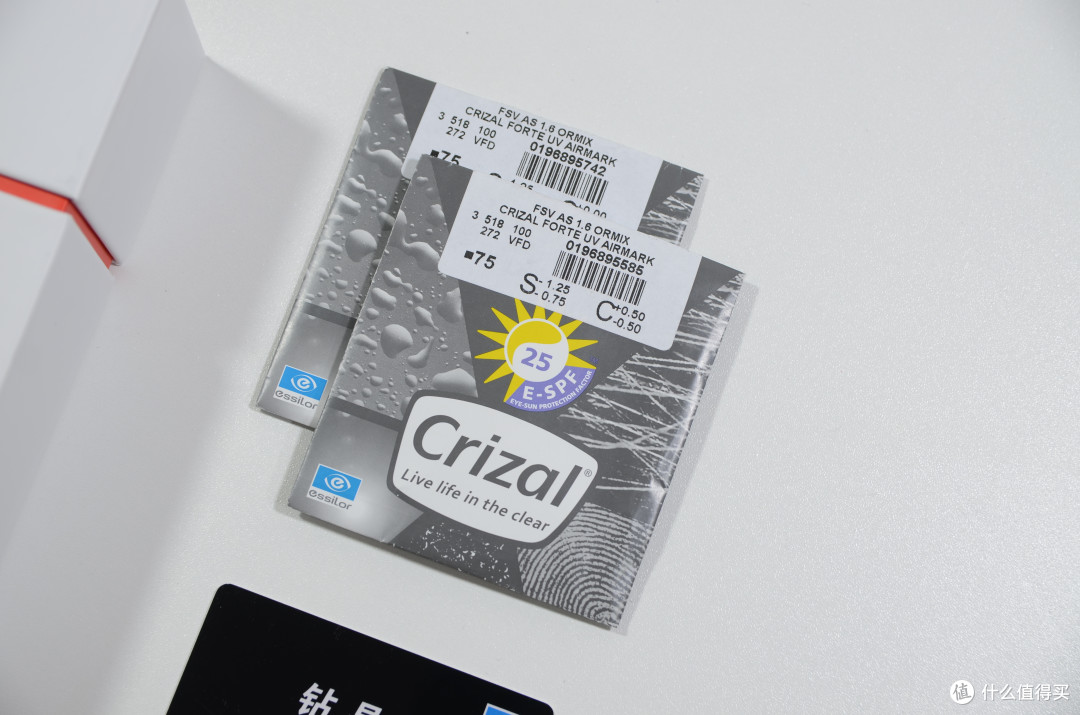 FSV AS 1.6 ORMIX
CRIZAL FORTE UV AIRMARK
3 518 100
272 VFD
0196895742
75
FSV AS 1.6 ORMIX
CRIZAL FORTE UV AIRMARK
3 518 100
272 VFD
0196895585
75
S - 1.25
- 0.75
C +0.50
-0.50
25
E-SPF
EYE-SUN PROTECTION FACTOR
essilor
Crizal®
Live life in the clear
essilor
钻
值 什么值得买